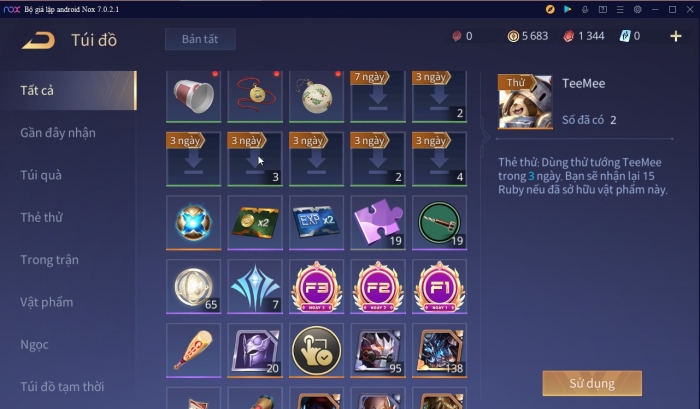 nox Bộ giả lập android Nox 7.0.2.1
Túi đồ
Bán tất
0 5 683 1 344 0
Tất cả
Gần đây nhận
Túi quà
Thẻ thử
Trong trận
Vật phẩm
Ngọc
Túi đồ tạm thời
7 ngày 3 ngày
2
3 ngày 3 ngày 3 ngày 3 ngày 3 ngày
3 2 4
x2 EXP x2 19 19
65 7 F3 F2 F1
NGÀY 2
20 95 138
Thử
TeeMee
Số đã có 2
Thẻ thử: Dùng thử tướng TeeMee
trong 3 ngày. Bạn sẽ nhận lại 15
Ruby nếu đã sở hữu vật phẩm này.
Sử dụng